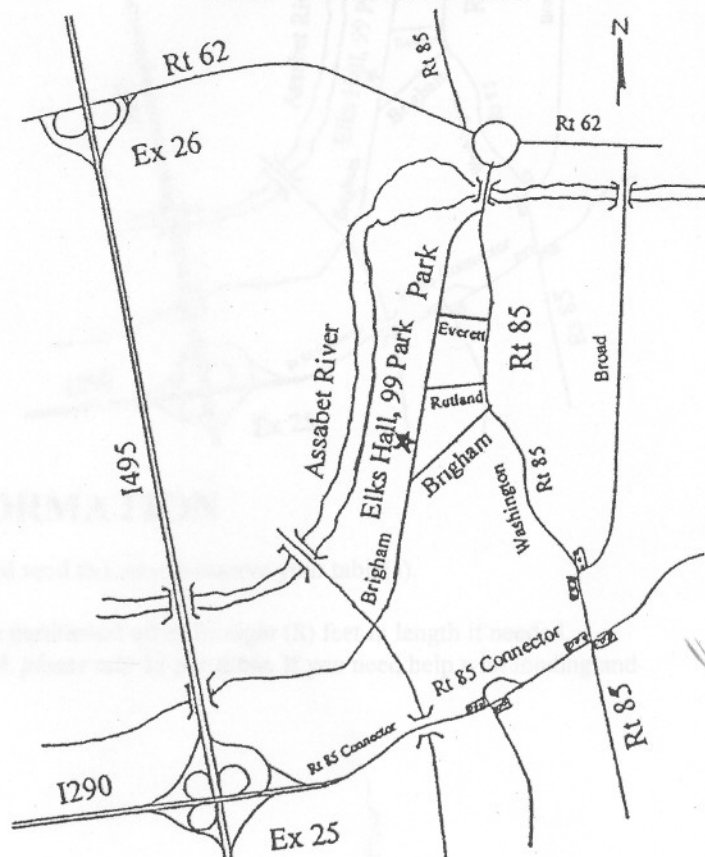 Rt 62
Rt 85
N
Rt 62
Ex 26
Park
Everett
Rt 85
Broad
Assabet River
Elks Hall, 99 Park
Rutland
I495
Brigham
Washington
Rt 85
Brigham
Rt 85 Connector
Rt 85 Connector
Rt 85
I290
Ex 25